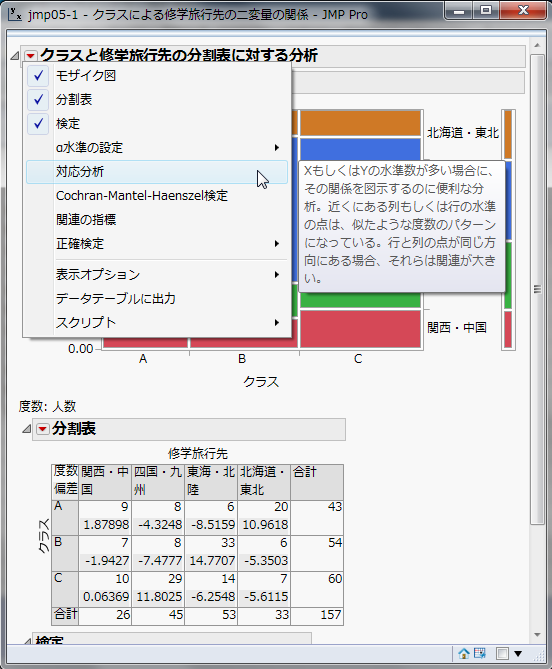 jmp05-1 - クラスによる修学旅行先の二変量の関係 - JMP Pro
クラスと修学旅行先の分割表に対する分析
モザイク図
分割表
検定
α水準の設定
対応分析
Cochran-Mantel-Haenszel検定
関連の指標
正確検定
表示オプション
データテーブルに出力
スクリプト
XもしくはYの水準数が多い場合に、
その関係を図示するのに便利な分
析。近くにある列もしくは行の水準
の点は、似たような度数のパターン
になっている。行と列の点が同じ方
向にある場合、それらは関連が大き
い。
北海道・東北
関西・中国
0.00
A B C
クラス
度数: 人数
分割表
修学旅行先
度数 関西・中 四国・九 東海・北 北海道・ 合計
偏差 国 州 陸 東北
クラス
A 9 8 6 20 43
1.87898 -4.3248 -8.5159 10.9618
B 7 8 33 6 54
-1.9427 -7.4777 14.7707 -5.3503
C 10 29 14 7 60
0.06369 11.8025 -6.2548 -5.6115
合計 26 45 53 33 157
検定